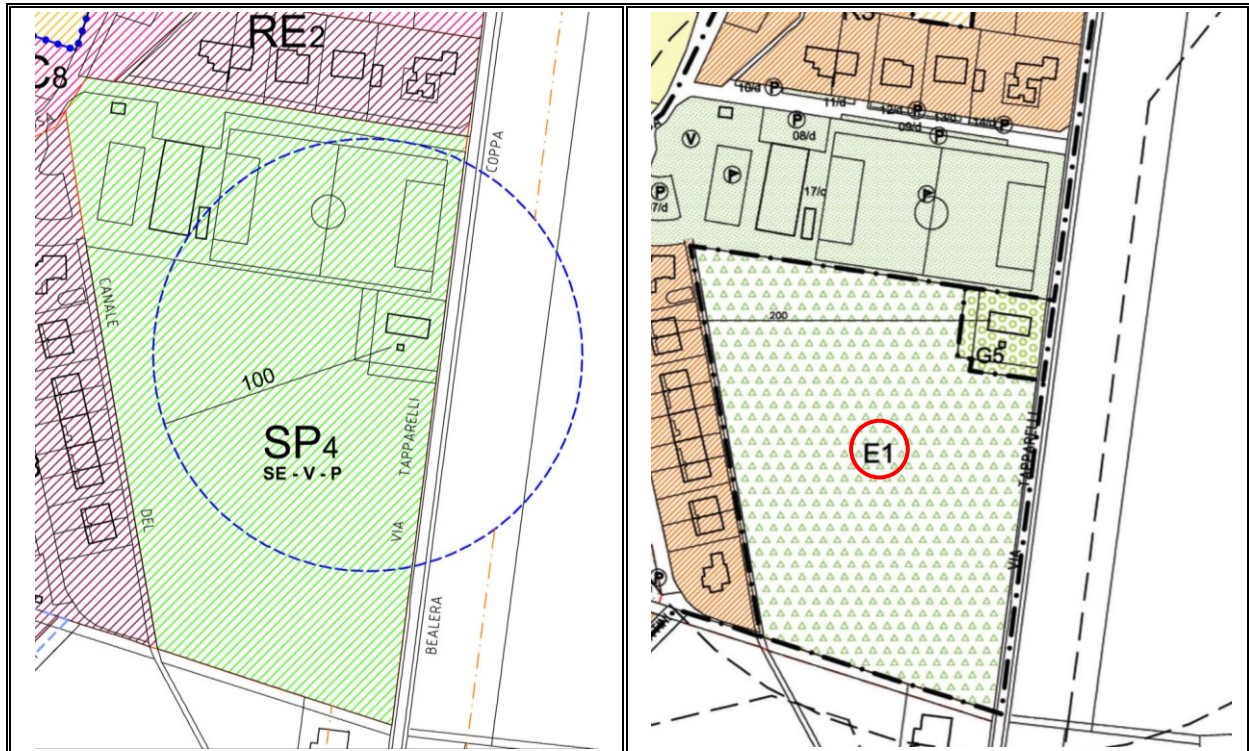 RE2
C8
COPPA
CANALE
100
TAPPARELLI
SP4
SE - V - P
VIA
DEL
BEALERA
10/d
P
11/d
12/d
P
13/d
14/d
P
P
08/d
09/d
P
V
17/d
P
200
G5
E1
TAPPARELLI
VIA
P